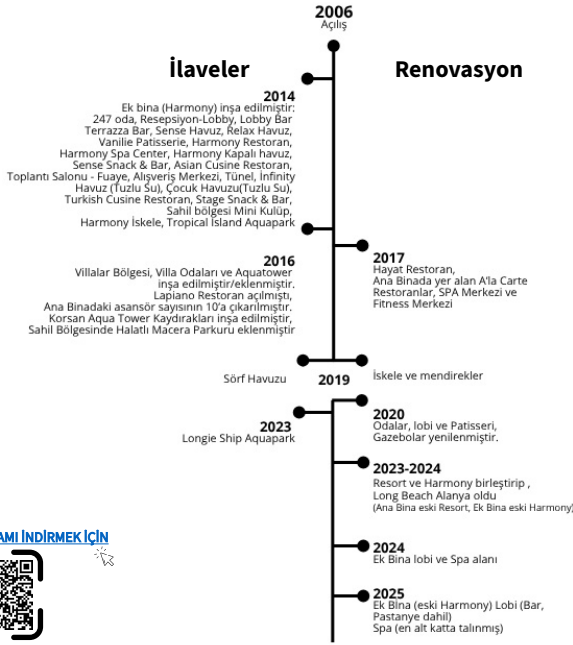 2006
Açılış
İlaveler
Renovasyon
2014
Ek bina (Harmony) inşa edilmiştir:
247 oda, Resepsiyon-Lobby, Lobby Bar
Terrazza Bar, Sense Havuz, Relax Havuz,
Vanilie Patisserie, Harmony Restoran,
Harmony Spa Center, Harmony Kapalı havuz,
Sense Snack & Bar, Asian Cusine Restoran,
Toplantı Salonu - Fuaye, Alışveriş Merkezi, Tünel, İnfinity
Havuz (Tuzlu Su), Çocuk Havuzu(Tuzlu Su),
Turkish Cusine Restoran, Stage Snack & Bar,
Sahil bölgesi Mini Kulüp,
Harmony İskele, Tropical Island Aquapark
2016
Villalar Bölgesi, Villa Odaları ve Aquatower
inşa edilmiştir/eklenmiştir.
Lapiano Restoran açılmıştı,
Ana Binadaki asansör sayısının 10'a çıkarılmıştır.
Korsan Aqua Tower Kaydırakları inşa edilmiştir,
Sahil Bölgesinde Halatlı Macera Parkuru eklenmiştir
2017
Hayat Restoran,
Ana Binada yer alan A'la Carte
Restoranlar, SPA Merkezi ve
Fitness Merkezi
Sörf Havuzu
2019
İskele ve mendirekler
2023
Longie Ship Aquapark
2020
Odalar, lobi ve Patisseri,
Gazebolar yenilenmiştir.
2023-2024
Resort ve Harmony birleştirip ,
Long Beach Alanya oldu
(Ana Bina eski Resort, Ek Bina eski Harmony)
AMI İNDİRMEK İÇİN
2024
Ek Bina lobi ve Spa alanı
2025
Ek BIna (eski Harmony) Lobi (Bar,
Pastanye dahil)
Spa (en alt katta talınmış)